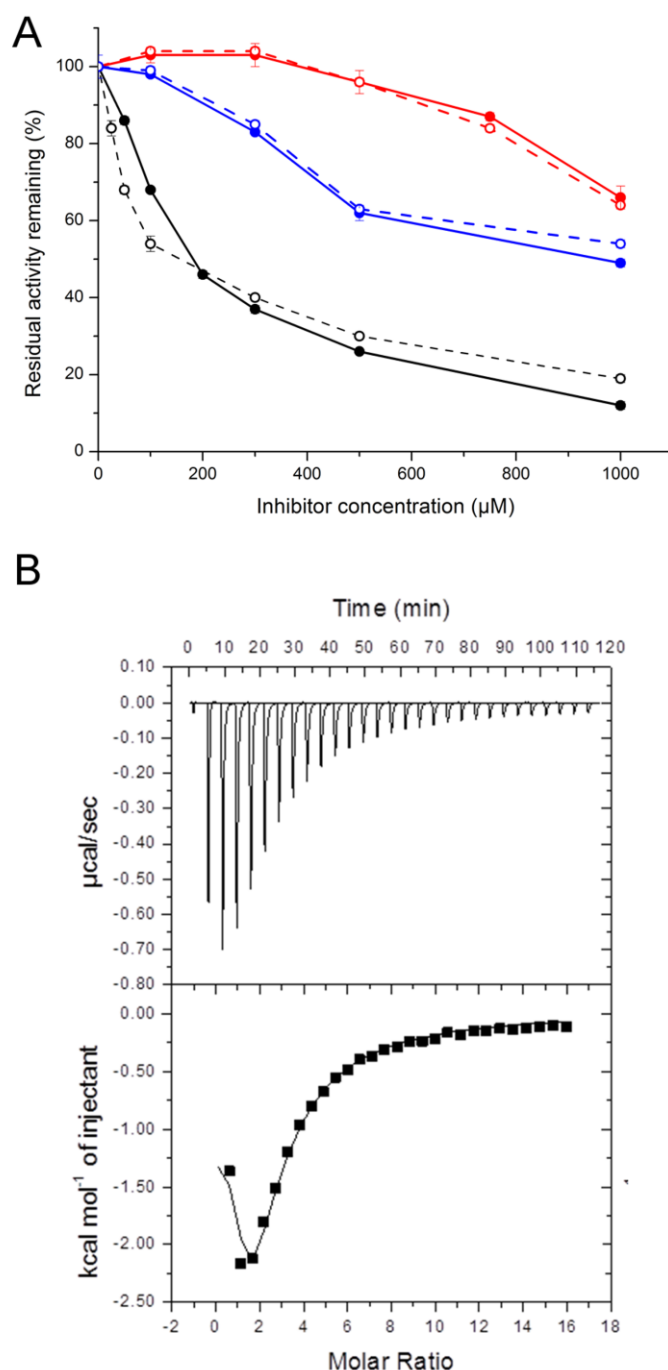 A
Residual activity remaining (%)
100
80
60
40
20
0
0 200 400 600 800 1000
Inhibitor concentration (µM)
B
Time (min)
0 10 20 30 40 50 60 70 80 90 100 110 120
µcal/sec
0.10
0.00
-0.10
-0.20
-0.30
-0.40
-0.50
-0.60
-0.70
-0.80
kcal mol-1 of injectant
0.00
-0.50
-1.00
-1.50
-2.00
-2.50
-2 0 2 4 6 8 10 12 14 16 18
Molar Ratio